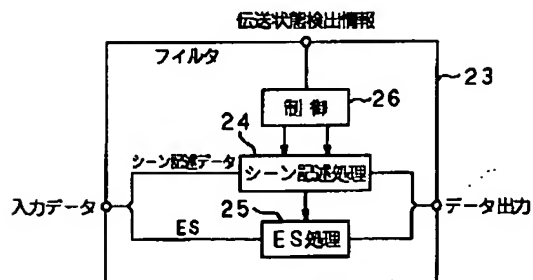 伝送状態検出情報
フィルタ
23
制御
26
24
シーン記述データ
シーン記述処理
入力データ
データ出力
25
ES
ES処理